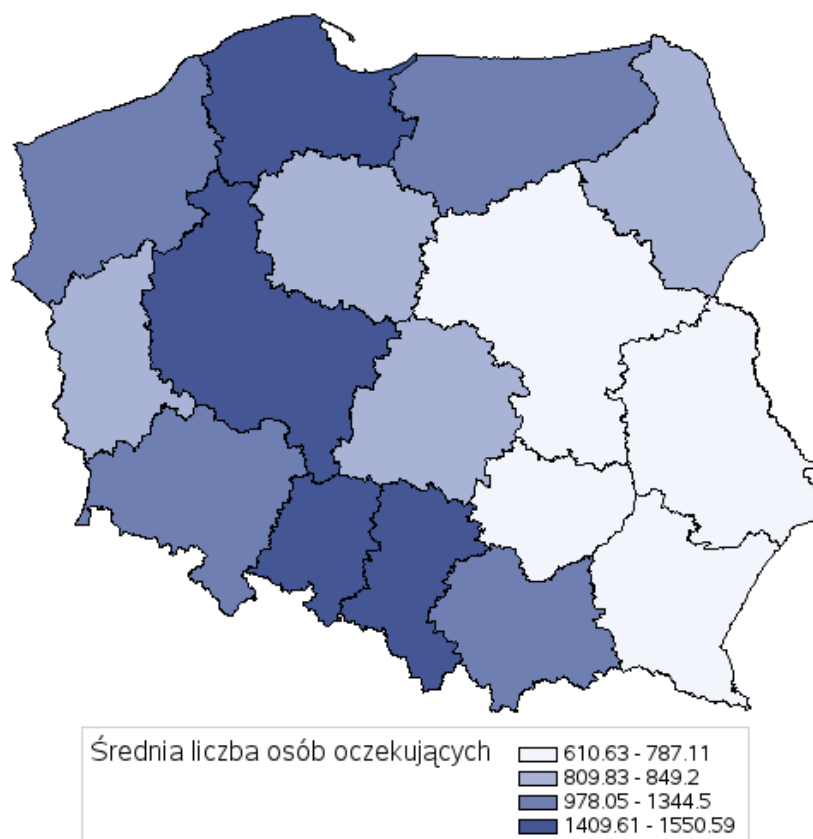 Średnia liczba osób oczekujących
610.63 - 787.11
809.83 - 849.2
978.05 - 1344.5
1409.61 - 1550.59